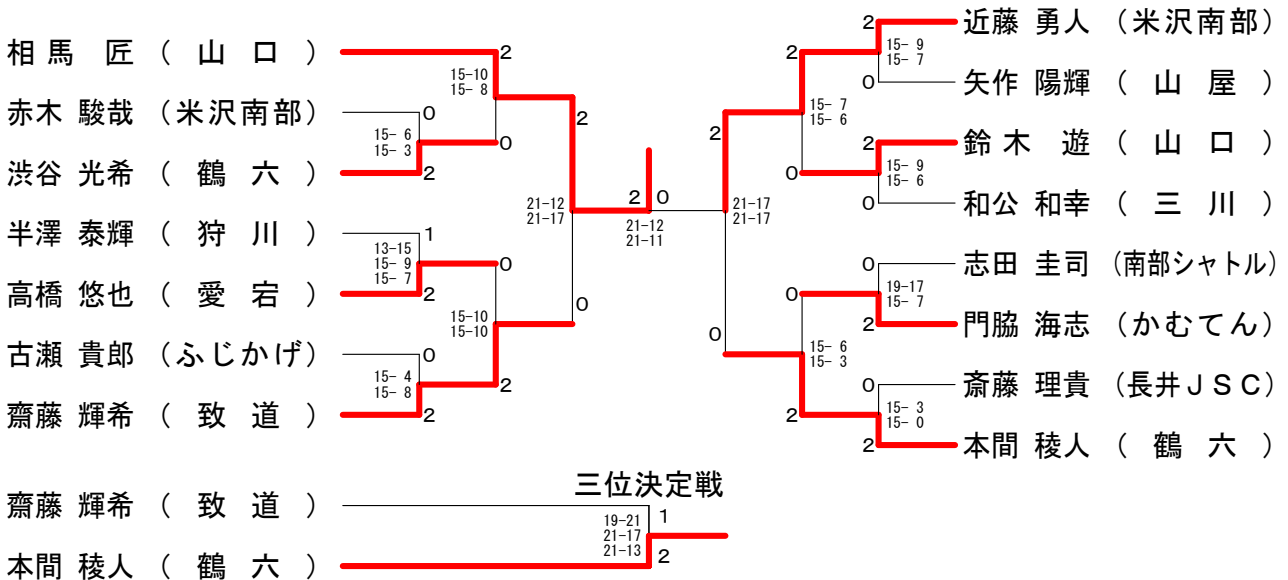 相馬 匠 (山口)
2
15-10
15- 8
赤木 駿哉 (米沢南部)
0
15- 6
15- 3
0
渋谷 光希 (鶴六)
2
2
21-12
21-17
半澤 泰輝 (狩川)
1
13-15
15- 9
15- 7
0
高橋 悠也 (愛宕)
2
15-10
15-10
0
古瀬 貴郎 (ふじかげ)
0
15- 4
15- 8
2
齋藤 輝希 (致道)
2
2 0
21-12
21-11
2 近藤 勇人 (米沢南部)
15- 9
15- 7
2
0 矢作 陽輝 (山屋)
15- 7
15- 6
2
2 鈴木 遊 (山口)
15- 9
15- 6
0
0 和公 和幸 (三川)
21-17
21-17
0 志田 圭司 (南部シャトル)
19-17
15- 7
0
2 門脇 海志 (かむてん)
0
15- 6
15- 3
0 斎藤 理貴 (長井JSC)
15- 3
15- 0
2
2 本間 稜人 (鶴六)
三位決定戦
齋藤 輝希 (致道)
1
19-21
21-17
21-13
2
本間 稜人 (鶴六)